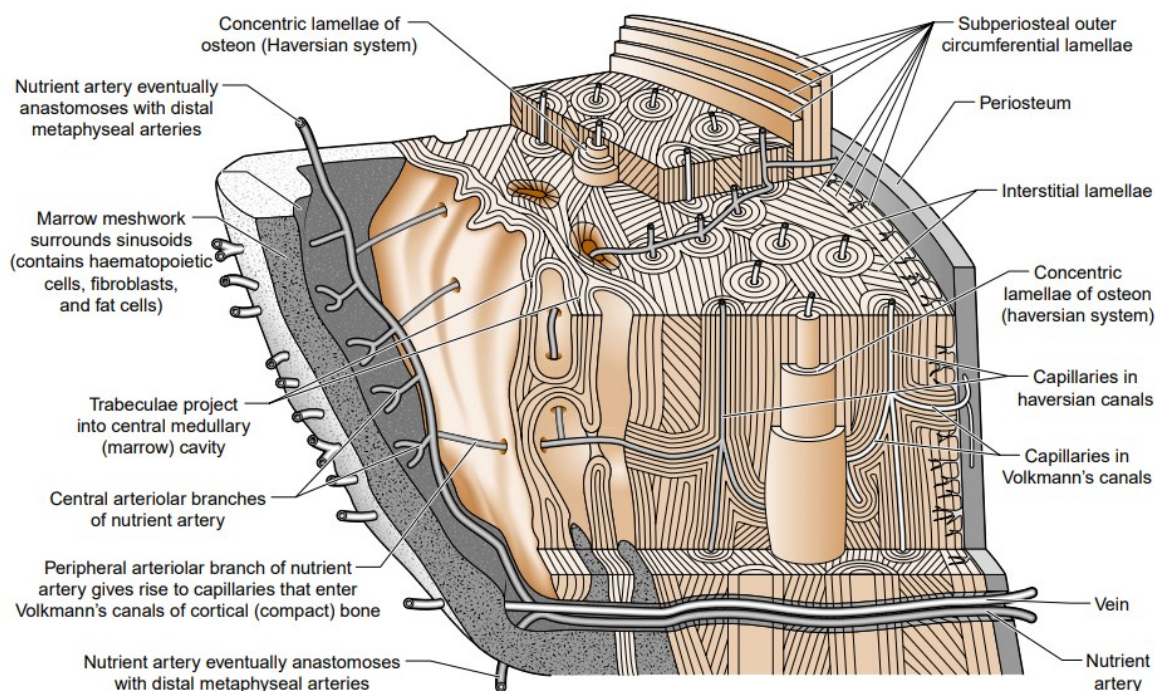 Concentric lamellae of
osteon (Haversian system)
Nutrient artery eventually
anastomoses with distal
metaphyseal arteries
Marrow meshwork
surrounds sinusoids
(contains haematopoietic
cells, fibroblasts,
and fat cells)
Trabeculae project
into central medullary
(marrow) cavity
Central arteriolar branches
of nutrient artery
Peripheral arteriolar branch of nutrient
artery gives rise to capillaries that enter
Volkmann's canals of cortical (compact) bone
Nutrient artery eventually anastomoses
with distal metaphyseal arteries
Subperiosteal outer
circumferential lamellae
Periosteum
Interstitial lamellae
Concentric
lamellae of osteon
(haversian system)
Capillaries in
haversian canals
Capillaries in
Volkmann's canals
Vein
Nutrient
artery